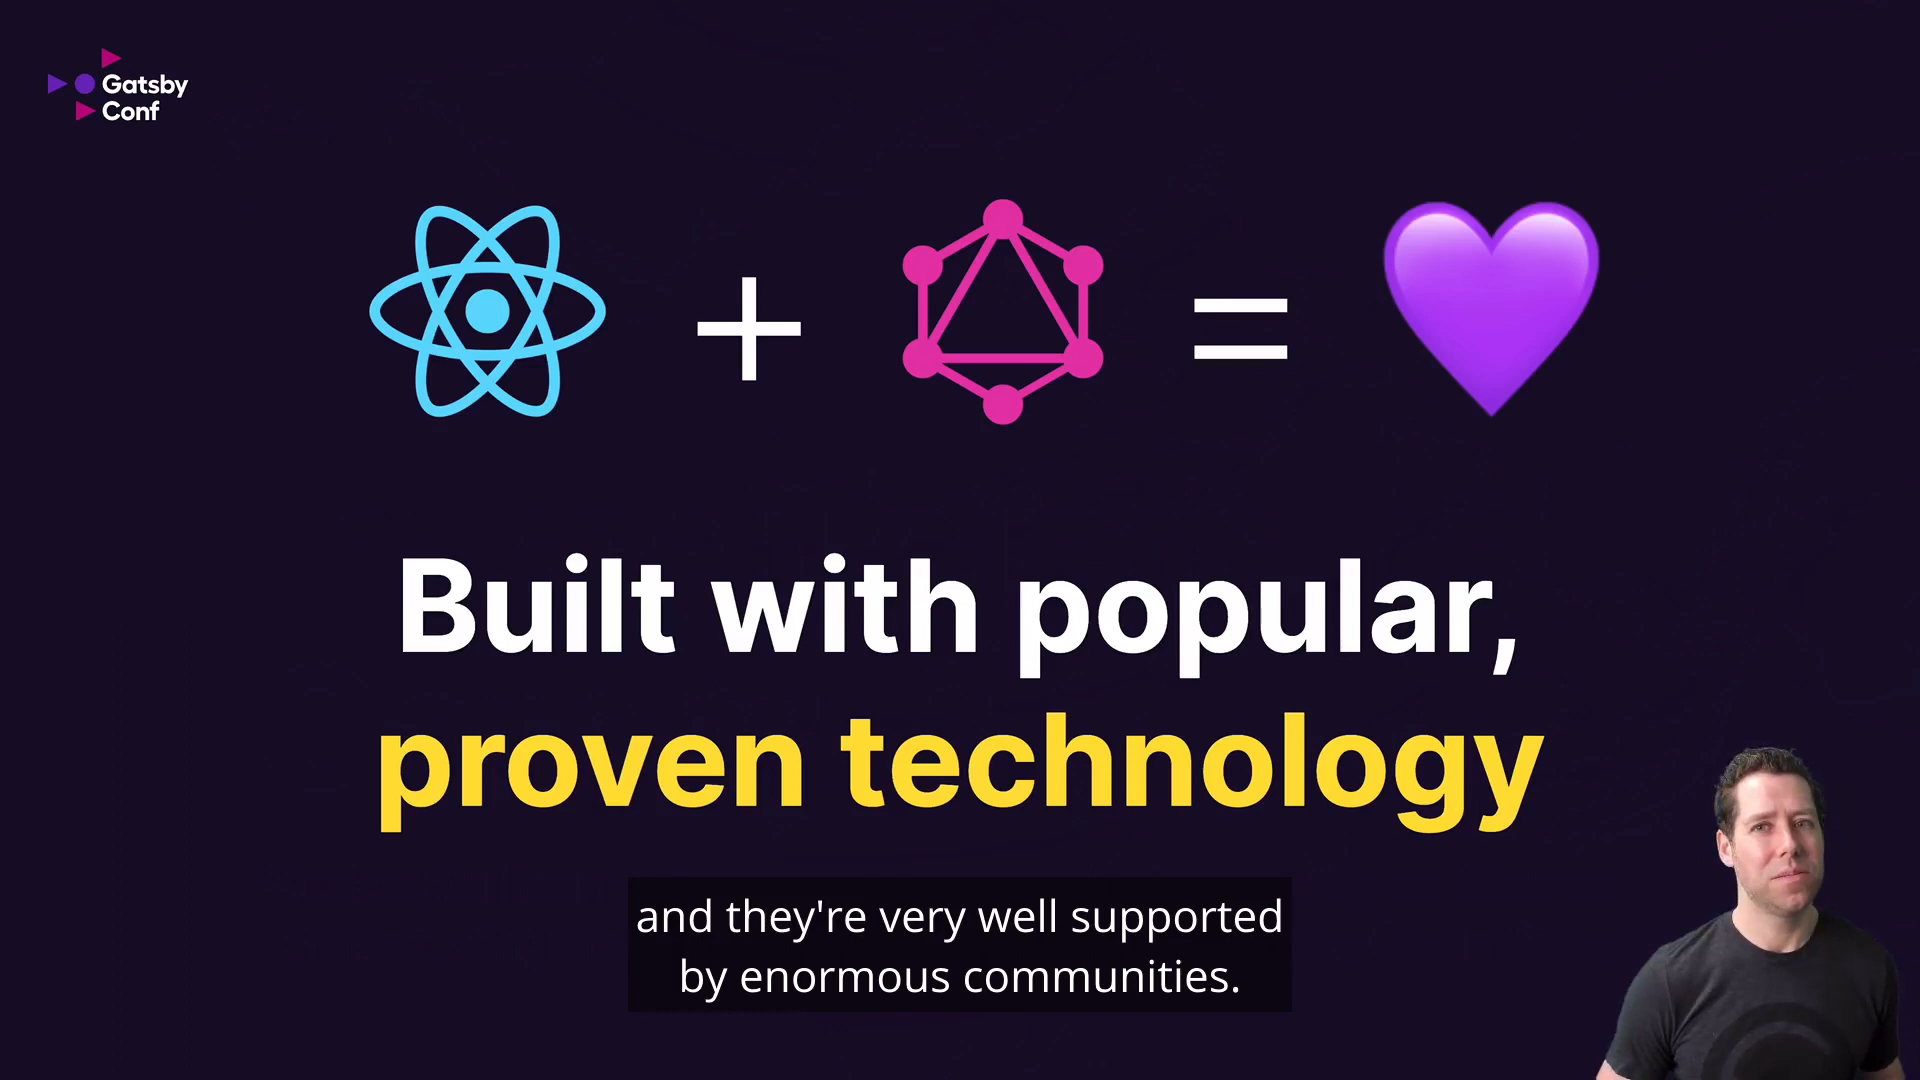 Gatsby
Conf
Built with popular,
proven technology
and they're very well supported
by enormous communities.